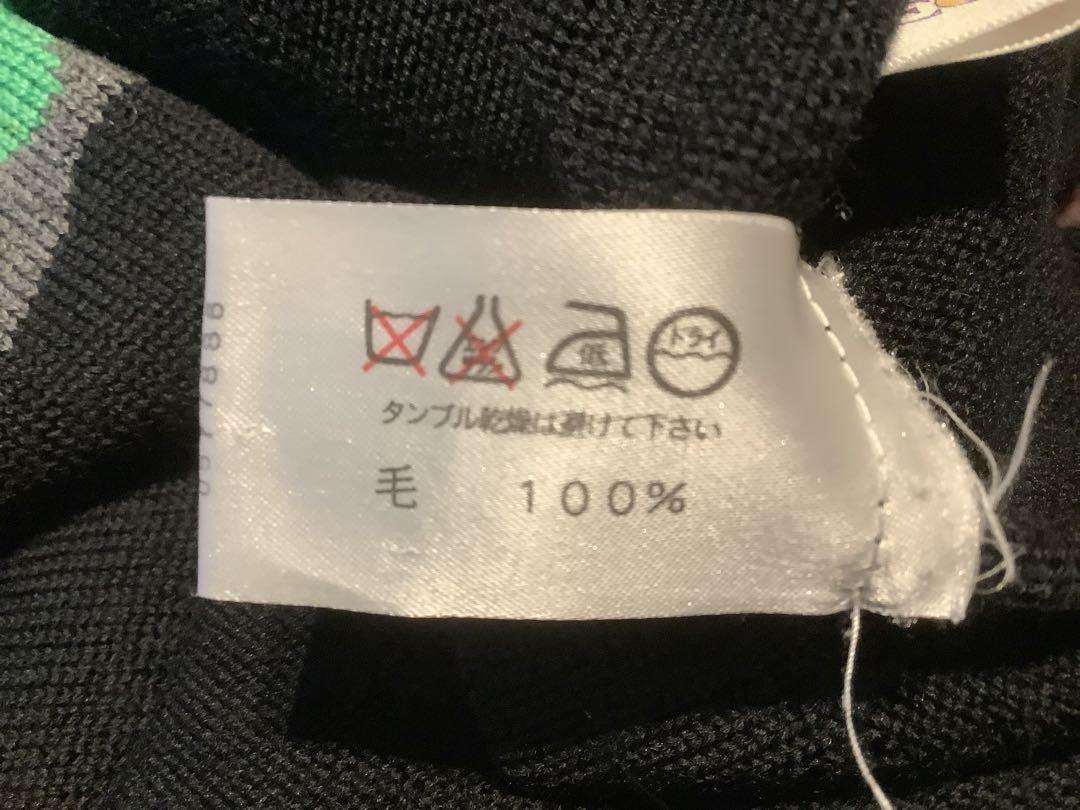 低 ドライ
タンブル乾燥は避けて下さい
毛 100%